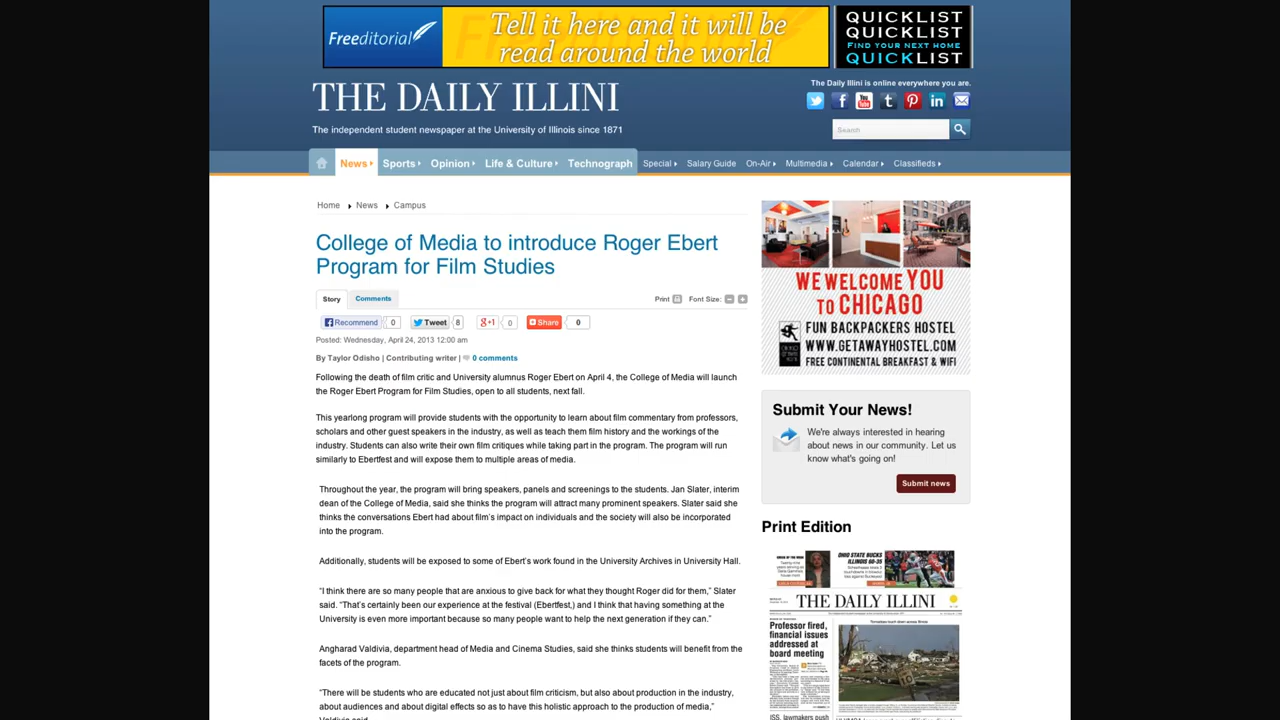 Freeditorial
Tell it here and it will be
read around the world
QUICKLIST
QUICKLIST
FIND YOUR NEXT HOME
QUICKLIST
THE DAILY ILLINI
The independent student newspaper at the University of Illinois since 1871
The Daily Illini is online everywhere you are.
Search
News Sports Opinion Life & Culture Technograph Special Salary Guide On-Air Multimedia Calendar Classifieds
Home News Campus
College of Media to introduce Roger Ebert
Program for Film Studies
Story Comments Print Font Size:
Recommend 0 Tweet 8 +1 0 Share 0
Posted: Wednesday, April 24, 2013 12:00 am
By Taylor Odisho | Contributing writer | 0 comments
Following the death of film critic and University alumnus Roger Ebert on April 4, the College of Media will launch
the Roger Ebert Program for Film Studies, open to all students, next fall.
This yearlong program will provide students with the opportunity to learn about film commentary from professors,
scholars and other guest speakers in the industry, as well as teach them film history and the workings of the
industry. Students can also write their own film critiques while taking part in the program. The program will run
similarly to Ebertfest and will expose them to multiple areas of media.
Throughout the year, the program will bring speakers, panels and screenings to the students. Jan Slater, interim
dean of the College of Media, said she thinks the program will attract many prominent speakers. Slater said she
thinks the conversations Ebert had about film's impact on individuals and the society will also be incorporated
into the program.
Additionally, students will be exposed to some of Ebert's work found in the University Archives in University Hall.
"I think there are so many people that are anxious to give back for what they thought Roger did for them," Slater
said. "That's certainly been our experience at the festival (Ebertfest,) and I think that having something at the
University is even more important because so many people want to help the next generation if they can."
Angharad Valdivia, department head of Media and Cinema Studies, said she thinks students will benefit from the
facets of the program.
"There will be students who are educated not just about film criticism, but also about production in the industry,
about audiences and about digital effects so as to have this holistic approach to the production of media,"
Valdivia said.
WE WELCOME YOU
TO CHICAGO
FUN BACKPACKERS HOSTEL
WWW.GETAWAYHOSTEL.COM
FREE CONTINENTAL BREAKFAST & WIFI
Submit Your News!
We're always interested in hearing
about news in our community. Let us
know what's going on!
Submit news
Print Edition
OHIO STATE BUCKS
ILLINOIS 60-35
THE DAILY ILLINI
Tornadoes touch down across Illinois
Professor fired,
financial issues
addressed at
board meeting
ISS, lawmakers push